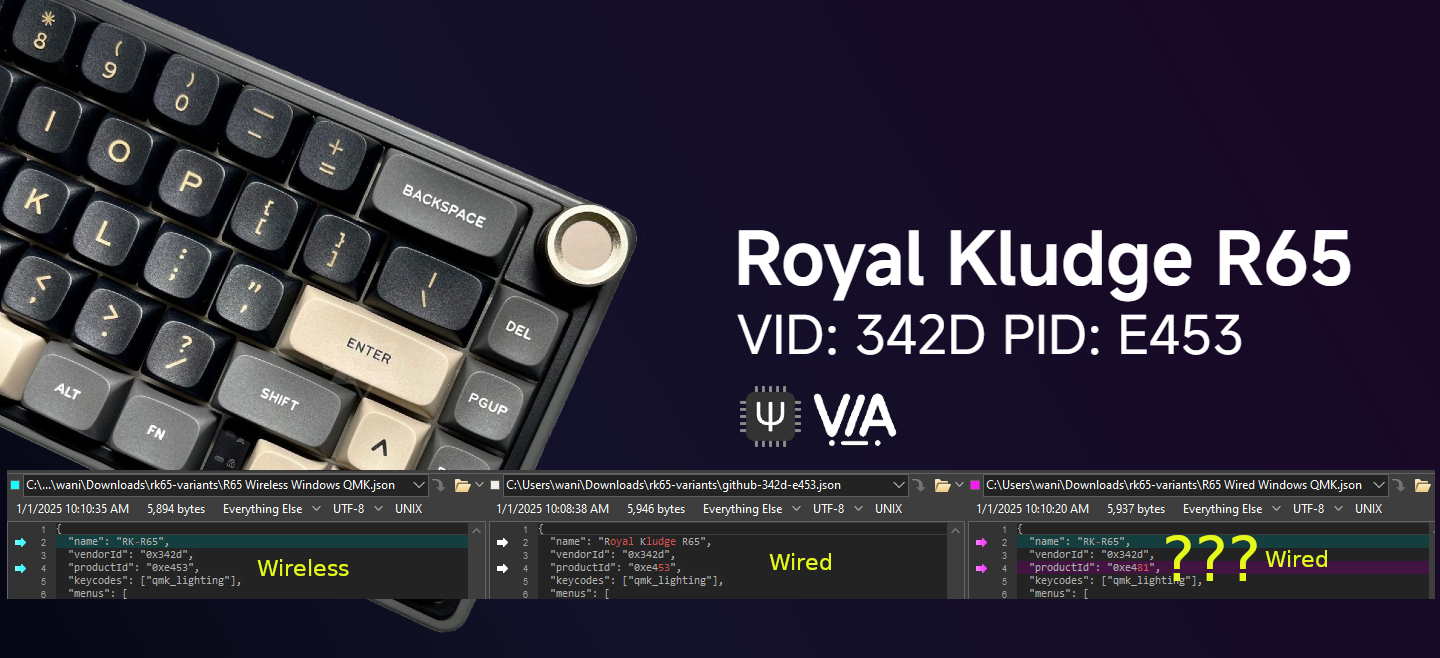 * 8
( 9
) 0
— –
+ =
BACKSPACE
I
O
P
{ [
} ]
| \
DEL
K
L
: ;
" '
ENTER
PGUP
< ,
> .
? /
SHIFT
ALT
FN
Royal Kludge R65
VID: 342D PID: E453
VIA
C:\...\wani\Downloads\rk65-variants\R65 Wireless Windows QMK.json
1/1/2025 10:10:35 AM 5,894 bytes Everything Else UTF-8 UNIX
1 {
2 "name": "RK-R65",
3 "vendorId": "0x342d",
4 "productId": "0xe453",
5 "keycodes": ["qmk_lighting"],
6 "menus": [
Wireless
C:\Users\wani\Downloads\rk65-variants\github-342d-e453.json
1/1/2025 10:08:38 AM 5,946 bytes Everything Else UTF-8 UNIX
1 {
2 "name": "Royal Kludge R65",
3 "vendorId": "0x342d",
4 "productId": "0xe453",
5 "keycodes": ["qmk_lighting"],
6 "menus": [
Wired
C:\Users\wani\Downloads\rk65-variants\R65 Wired Windows QMK.json
1/1/2025 10:10:20 AM 5,937 bytes Everything Else UTF-8 UNIX
1 {
2 "name": "RK-R65",
3 "vendorId": "0x342d",
4 "productId": "0xe481",
5 "keycodes": ["qmk_lighting"],
6 "menus": [
??? Wired